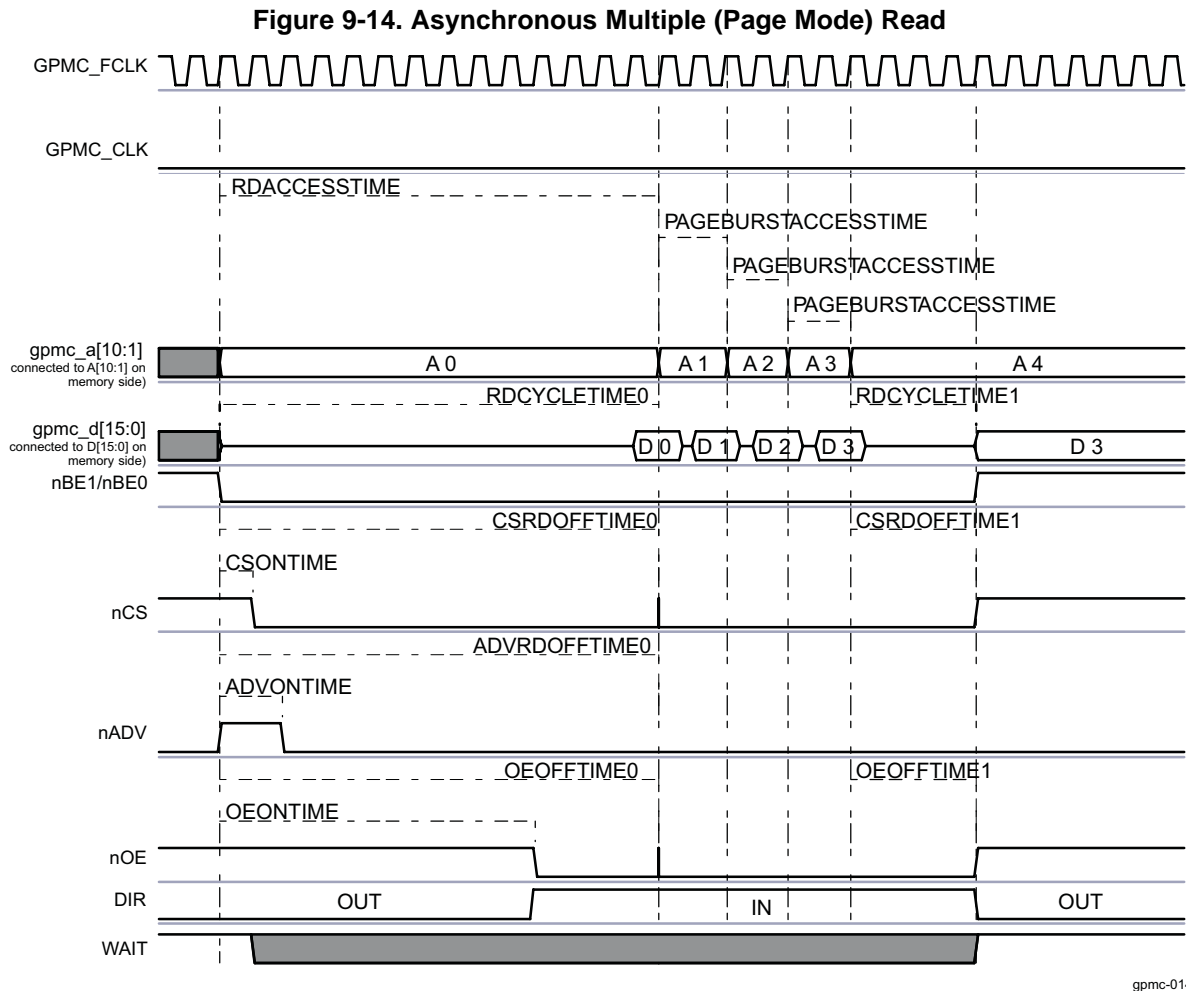 Figure 9-14. Asynchronous Multiple (Page Mode) Read
GPMC_FCLK
GPMC_CLK
RDACCESSTIME
PAGEBURSTACCESSTIME
PAGEBURSTACCESSTIME
PAGEBURSTACCESSTIME
gpmc_a[10:1]
connected to A[10:1] on
memory side)
A 0 A 1 A 2 A 3 A 4
RDCYCLETIME0 RDCYCLETIME1
gpmc_d[15:0]
connected to D[15:0] on
memory side)
D 0 D 1 D 2 D 3 D 3
nBE1/nBE0
CSRDOFFTIME0 CSRDOFFTIME1
CSONTIME
nCS
ADVRDOFFTIME0
ADVONTIME
nADV
OEOFFTIME0 OEOFFTIME1
OEONTIME
nOE
DIR OUT IN OUT
WAIT
gpmc-014